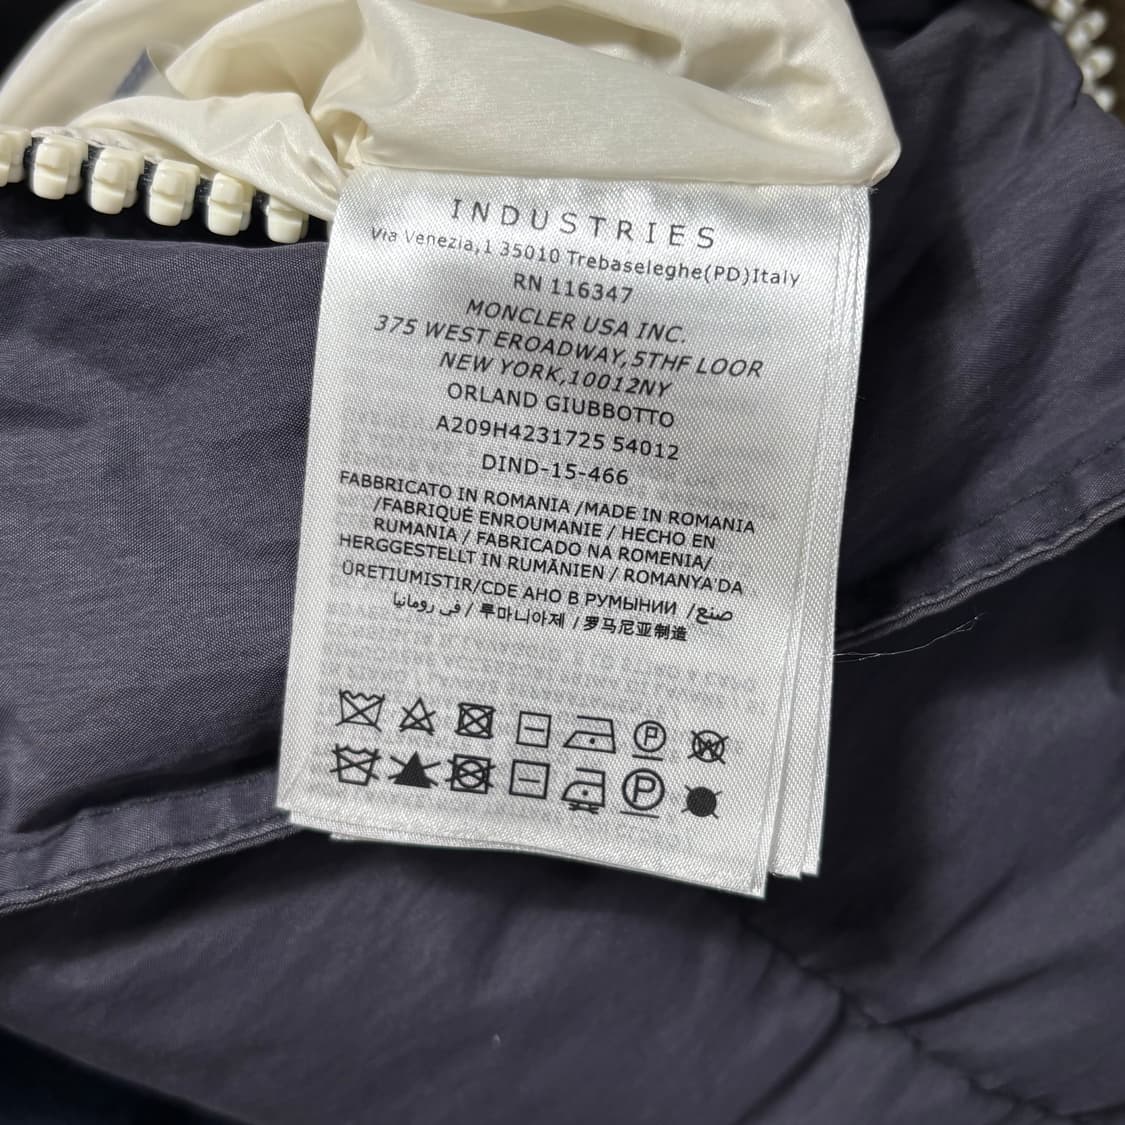 INDUSTRIES
Via Venezia,1 35010 Trebaseleghe(PD)Italy
RN 116347
MONCLER USA INC.
375 WEST EROADWAY,5THF LOOR
NEW YORK,10012NY
ORLAND GIUBBOTTO
A209H4231725 54012
DIND-15-466
FABBRICATO IN ROMANIA /MADE IN ROMANIA
/FABRIQUÉ ENROUMANIE / HECHO EN
RUMANIA / FABRICADO NA ROMENIA/
HERGGESTELLT IN RUMÄNIEN / ROMANYA'DA
ÜRETIUMISTIR/CDE AHO B РУМЫНИИ /صنع
في رومانيا / 루마니아제 / 罗马尼亚制造